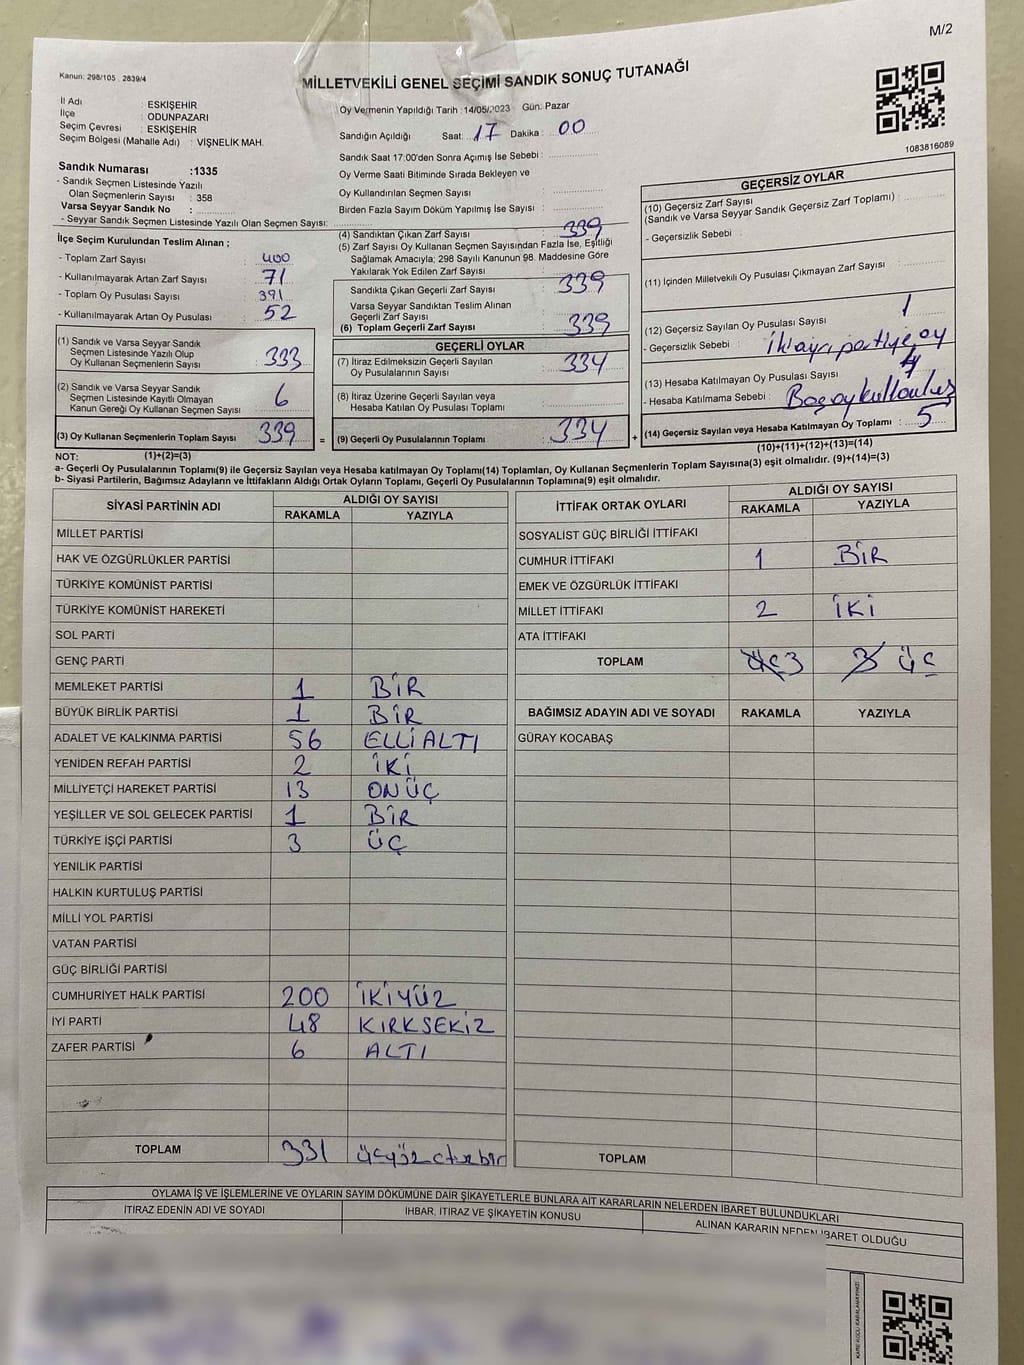 M/2
Kanun: 298/105 . 2839/4
MİLLETVEKİLİ GENEL SEÇİMİ SANDIK SONUÇ TUTANAĞI
İl Adı : ESKİŞEHİR
İlçe : ODUNPAZARI
Seçim Çevresi : ESKİŞEHİR
Seçim Bölgesi (Mahalle Adı) : VİŞNELİK MAH.
Oy Vermenin Yapıldığı Tarih : 14/05/2023 Gün: Pazar
Sandığın Açıldığı Saat: 17 Dakika : 00
Sandık Saat 17:00'den Sonra Açımış İse Sebebi :
Oy Verme Saati Bitiminde Sırada Bekleyen ve
Oy Kullandırılan Seçmen Sayısı :
Birden Fazla Sayım Döküm Yapılmış İse Sayısı :
1083816089
Sandık Numarası :1335
- Sandık Seçmen Listesinde Yazılı
Olan Seçmenlerin Sayısı : 358
Varsa Seyyar Sandık No :
- Seyyar Sandık Seçmen Listesinde Yazılı Olan Seçmen Sayısı:
İlçe Seçim Kurulundan Teslim Alınan ;
- Toplam Zarf Sayısı : 400
- Kullanılmayarak Artan Zarf Sayısı : 71
- Toplam Oy Pusulası Sayısı : 391
- Kullanılmayarak Artan Oy Pusulası : 52
(1) Sandık ve Varsa Seyyar Sandık
Seçmen Listesinde Yazılı Olup
Oy Kullanan Seçmenlerin Sayısı : 333
(2) Sandık ve Varsa Seyyar Sandık
Seçmen Listesinde Kayıtlı Olmayan
Kanun Gereği Oy Kullanan Seçmen Sayısı : 6
(3) Oy Kullanan Seçmenlerin Toplam Sayısı : 339 =
(1)+(2)=(3)
(4) Sandıktan Çıkan Zarf Sayısı : 339
(5) Zarf Sayısı Oy Kullanan Seçmen Sayısından Fazla İse, Eşitliği
Sağlamak Amacıyla; 298 Sayılı Kanunun 98. Maddesine Göre
Yakılarak Yok Edilen Zarf Sayısı :
Sandıkta Çıkan Geçerli Zarf Sayısı : 339
Varsa Seyyar Sandıktan Teslim Alınan
Geçerli Zarf Sayısı :
(6) Toplam Geçerli Zarf Sayısı : 339
GEÇERLİ OYLAR
(7) İtiraz Edilmeksizin Geçerli Sayılan
Oy Pusulalarının Sayısı : 334
(8) İtiraz Üzerine Geçerli Sayılan veya
Hesaba Katılan Oy Pusulası Toplamı :
(9) Geçerli Oy Pusulalarının Toplamı : 334 +
GEÇERSİZ OYLAR
(10) Geçersiz Zarf Sayısı
(Sandık ve Varsa Seyyar Sandık Geçersiz Zarf Toplamı) :
- Geçersizlik Sebebi :
(11) İçinden Milletvekili Oy Pusulası Çıkmayan Zarf Sayısı :
(12) Geçersiz Sayılan Oy Pusulası Sayısı : 1
- Geçersizlik Sebebi : iki ayrı partiye oy
(13) Hesaba Katılmayan Oy Pusulası Sayısı : 4
- Hesaba Katılmama Sebebi : Boş oy kullanılmış
(14) Geçersiz Sayılan veya Hesaba Katılmayan Oy Toplamı : 5
(10)+(11)+(12)+(13)=(14)
NOT:
a- Geçerli Oy Pusulalarının Toplamı(9) ile Geçersiz Sayılan veya Hesaba katılmayan Oy Toplamı(14) Toplamları, Oy Kullanan Seçmenlerin Toplam Sayısına(3) eşit olmalıdır. (9)+(14)=(3)
b- Siyasi Partilerin, Bağımsız Adayların ve İttifakların Aldığı Ortak Oyların Toplamı, Geçerli Oy Pusulalarının Toplamına(9) eşit olmalıdır.
SİYASİ PARTİNİN ADI ALDIĞI OY SAYISI
RAKAMLA YAZIYLA
MİLLET PARTİSİ
HAK VE ÖZGÜRLÜKLER PARTİSİ
TÜRKİYE KOMÜNİST PARTİSİ
TÜRKİYE KOMÜNİST HAREKETİ
SOL PARTİ
GENÇ PARTİ
MEMLEKET PARTİSİ 1 BİR
BÜYÜK BİRLİK PARTİSİ 1 BİR
ADALET VE KALKINMA PARTİSİ 56 ELLİ ALTI
YENİDEN REFAH PARTİSİ 2 İKİ
MİLLİYETÇİ HAREKET PARTİSİ 13 ONÜÇ
YEŞİLLER VE SOL GELECEK PARTİSİ 1 BİR
TÜRKİYE İŞÇİ PARTİSİ 3 ÜÇ
YENİLİK PARTİSİ
HALKIN KURTULUŞ PARTİSİ
MİLLİ YOL PARTİSİ
VATAN PARTİSİ
GÜÇ BİRLİĞİ PARTİSİ
CUMHURİYET HALK PARTİSİ 200 İKİYÜZ
İYİ PARTİ 48 KIRKSEKİZ
ZAFER PARTİSİ 6 ALTI
TOPLAM 331 üçyüz otuz bir
İTTİFAK ORTAK OYLARI ALDIĞI OY SAYISI
RAKAMLA YAZIYLA
SOSYALİST GÜÇ BİRLİĞİ İTTİFAKI
CUMHUR İTTİFAKI 1 BİR
EMEK VE ÖZGÜRLÜK İTTİFAKI
MİLLET İTTİFAKI 2 İKİ
ATA İTTİFAKI
TOPLAM üç 3 3 üç
BAĞIMSIZ ADAYIN ADI VE SOYADI RAKAMLA YAZIYLA
GÜRAY KOCABAŞ
TOPLAM
OYLAMA İŞ VE İŞLEMLERİNE VE OYLARIN SAYIM DÖKÜMÜNE DAİR ŞİKAYETLERLE BUNLARA AİT KARARLARIN NELERDEN İBARET BULUNDUKLARI
İTİRAZ EDENİN ADI VE SOYADI İHBAR, İTİRAZ VE ŞİKAYETİN KONUSU ALINAN KARARIN NEDEN İBARET OLDUĞU